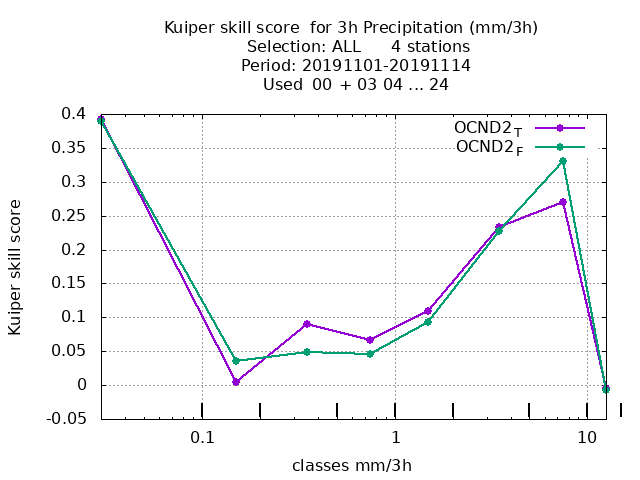 Kuiper skill score  for 3h Precipitation (mm/3h)
Selection: ALL      4 stations
Period: 20191101-20191114
Used  00 + 03 04 ... 24
OCND2_T
OCND2_F
0.4
0.35
0.3
0.25
0.2
0.15
0.1
0.05
0
-0.05
Kuiper skill score
0.1
1
10
classes mm/3h